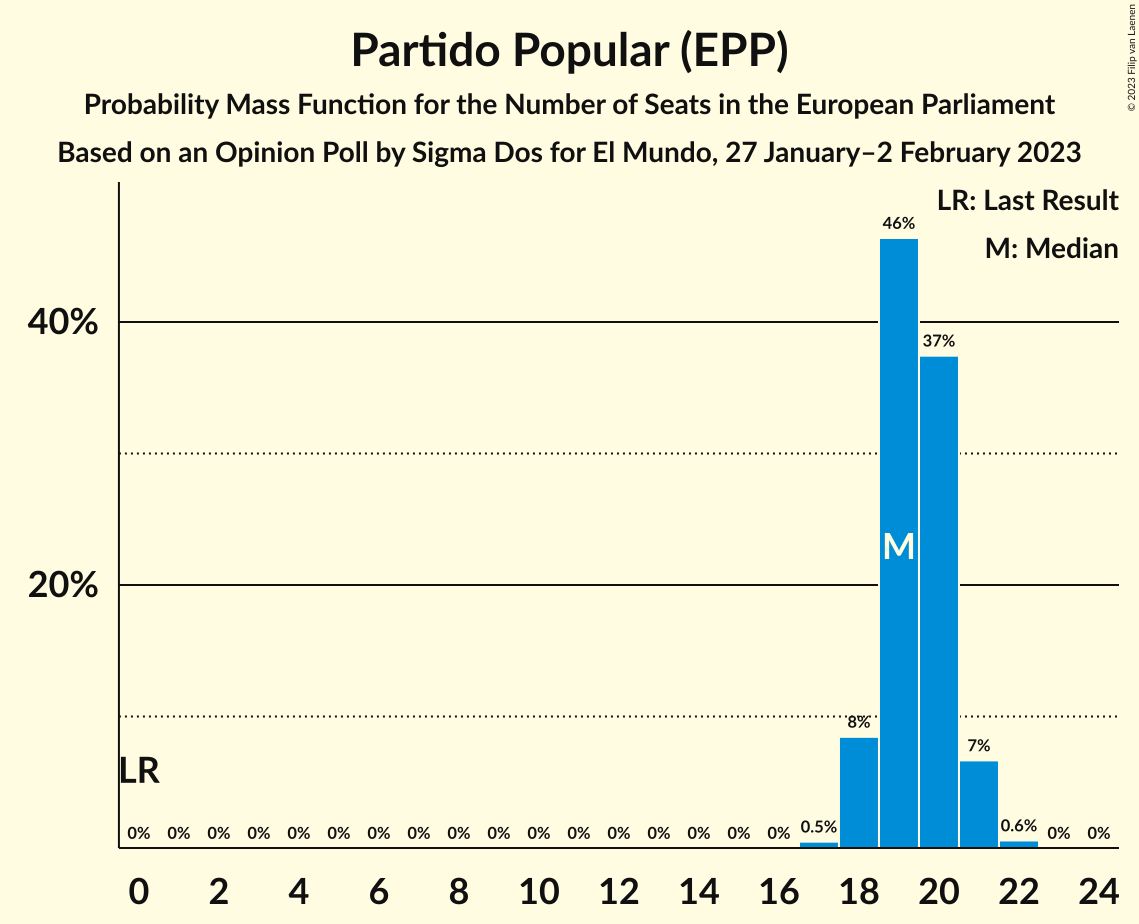 Partido Popular (EPP)
Probability Mass Function for the Number of Seats in the European Parliament
Based on an Opinion Poll by Sigma Dos for El Mundo, 27 January–2 February 2023
© 2023 Filip van Laenen
LR: Last Result
M: Median
40%
20%
46%
37%
M
8%
7%
LR
0% 0% 0% 0% 0% 0% 0% 0% 0% 0% 0% 0% 0% 0% 0% 0% 0% 0.5% 0.6% 0% 0%
0 2 4 6 8 10 12 14 16 18 20 22 24